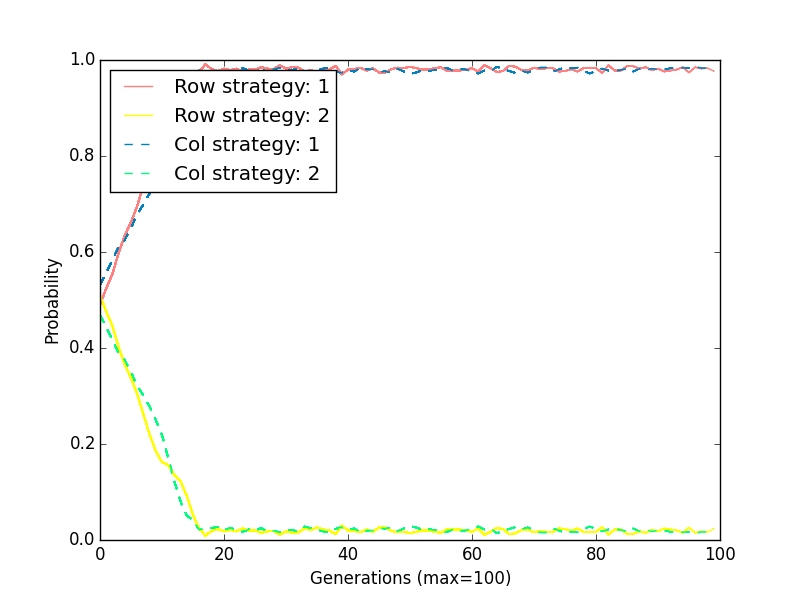 1.0
Row strategy: 1
Row strategy: 2
Col strategy: 1
Col strategy: 2
0.8
0.6
0.4
0.2
0.0
Probability
0 20 40 60 80 100
Generations (max=100)